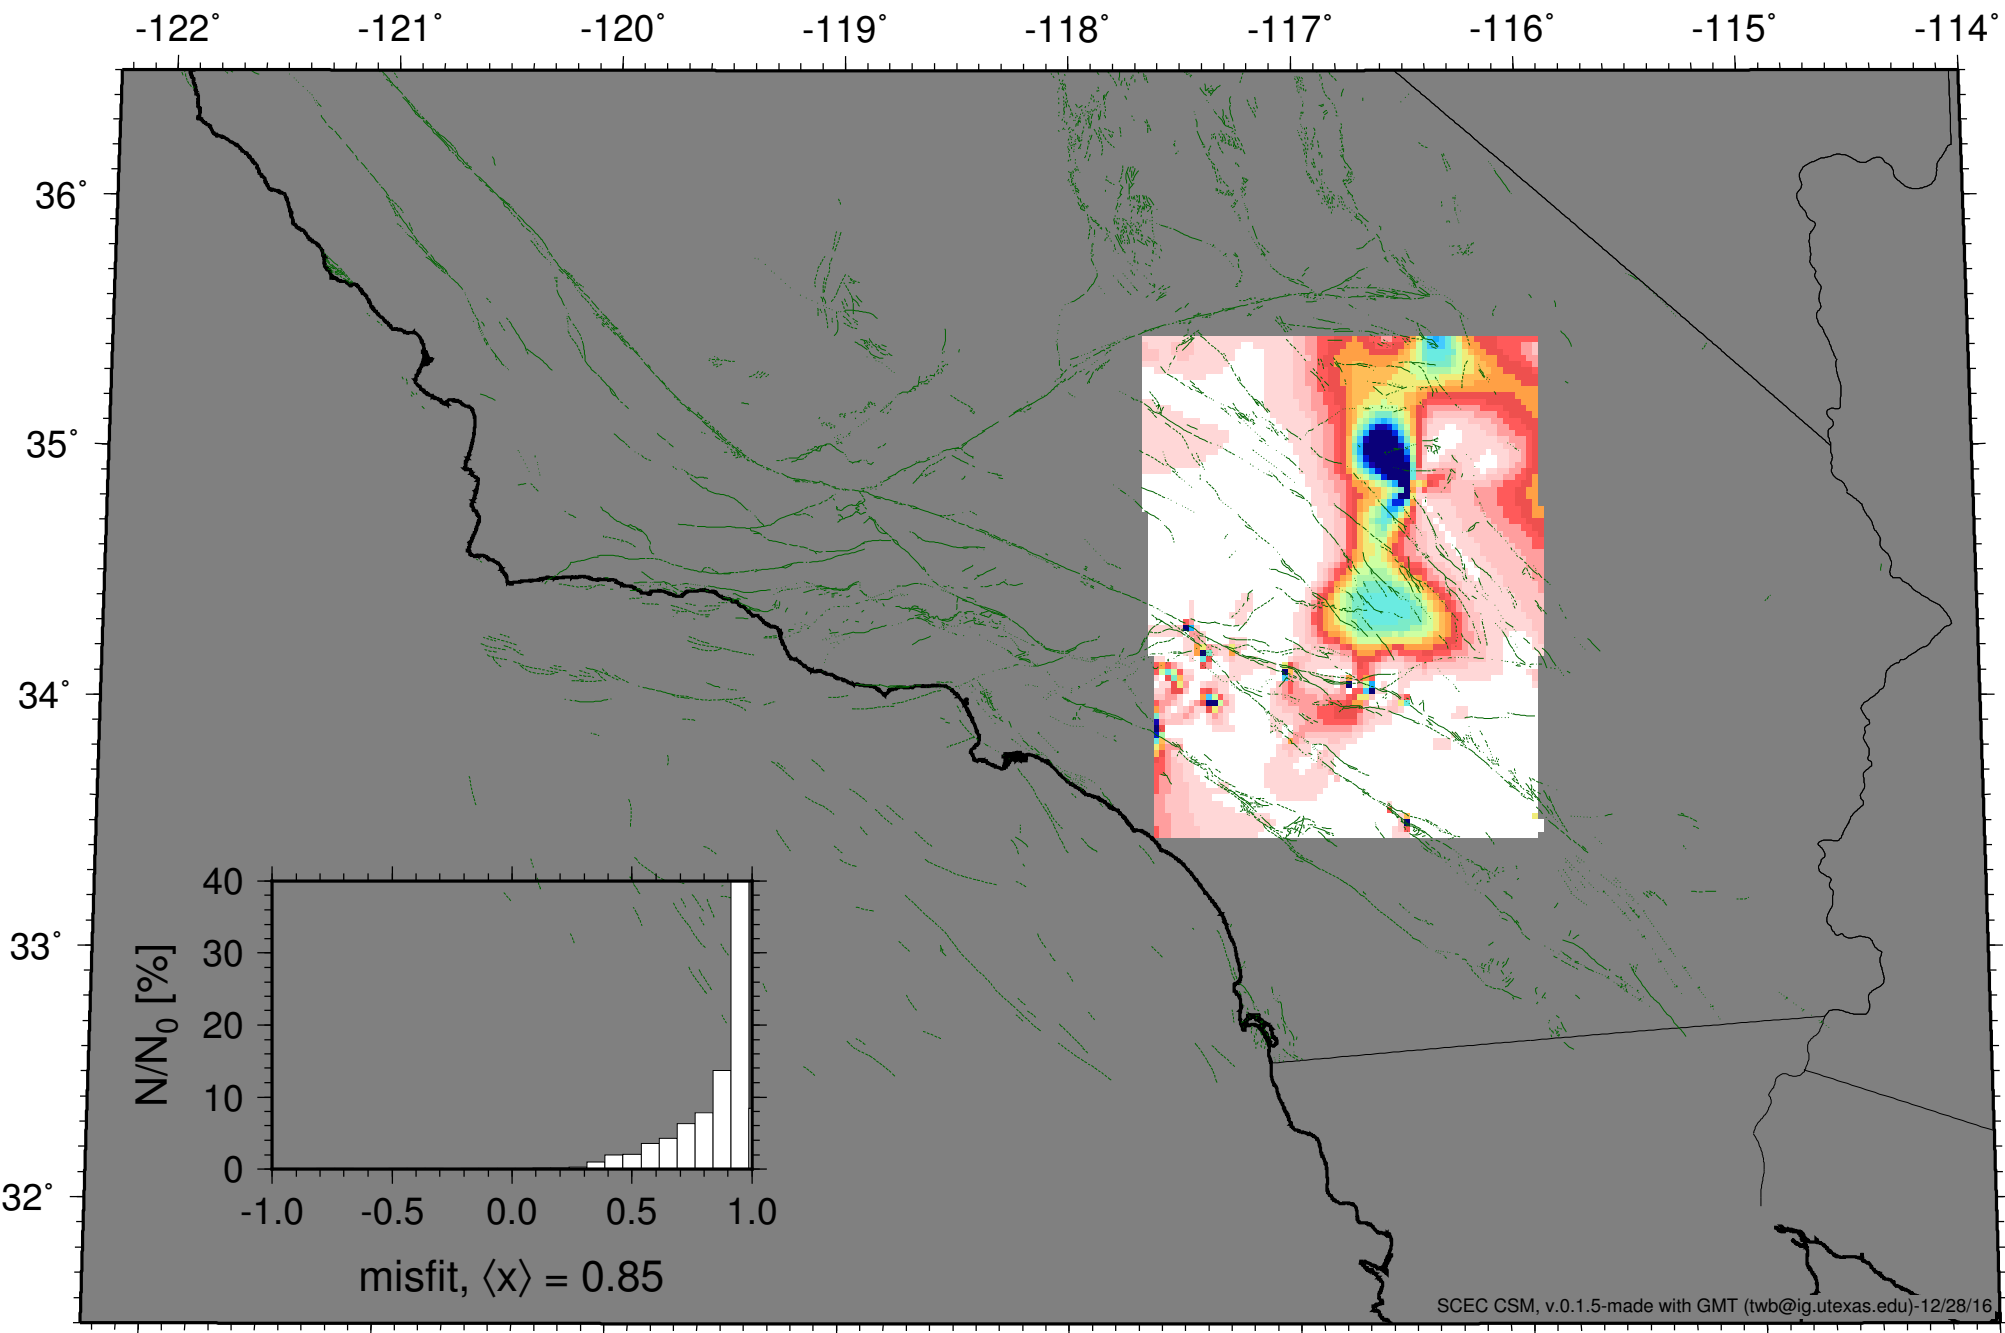 -122˚ -121˚ -120˚ -119˚ -118˚ -117˚ -116˚ -115˚ -114˚
36˚
35˚
34˚
33˚
32˚
40
30
20
10
0
N/N0 [%]
-1.0 -0.5 0.0 0.5 1.0
misfit, ⟨x⟩ = 0.85
SCEC CSM, v.0.1.5-made with GMT (twb@ig.utexas.edu)-12/28/16